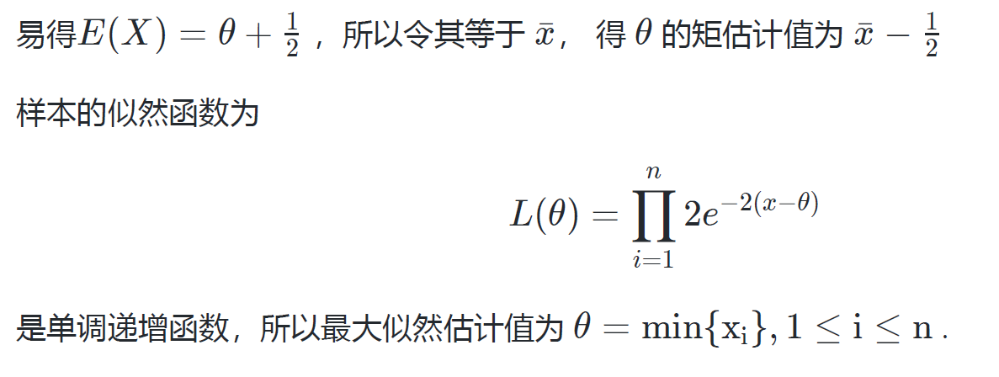 易得$E(X) = \theta + \frac{1}{2}$ ，所以令其等于 $\bar{x}$， 得 $\theta$ 的矩估计值为 $\bar{x} - \frac{1}{2}$
样本的似然函数为
$L(\theta) = \prod_{i=1}^{n} 2e^{-2(x-\theta)}$
是单调递增函数，所以最大似然估计值为 $\theta = \min\{\mathrm{x_i}\}, 1 \leq \mathrm{i} \leq \mathrm{n}$ .